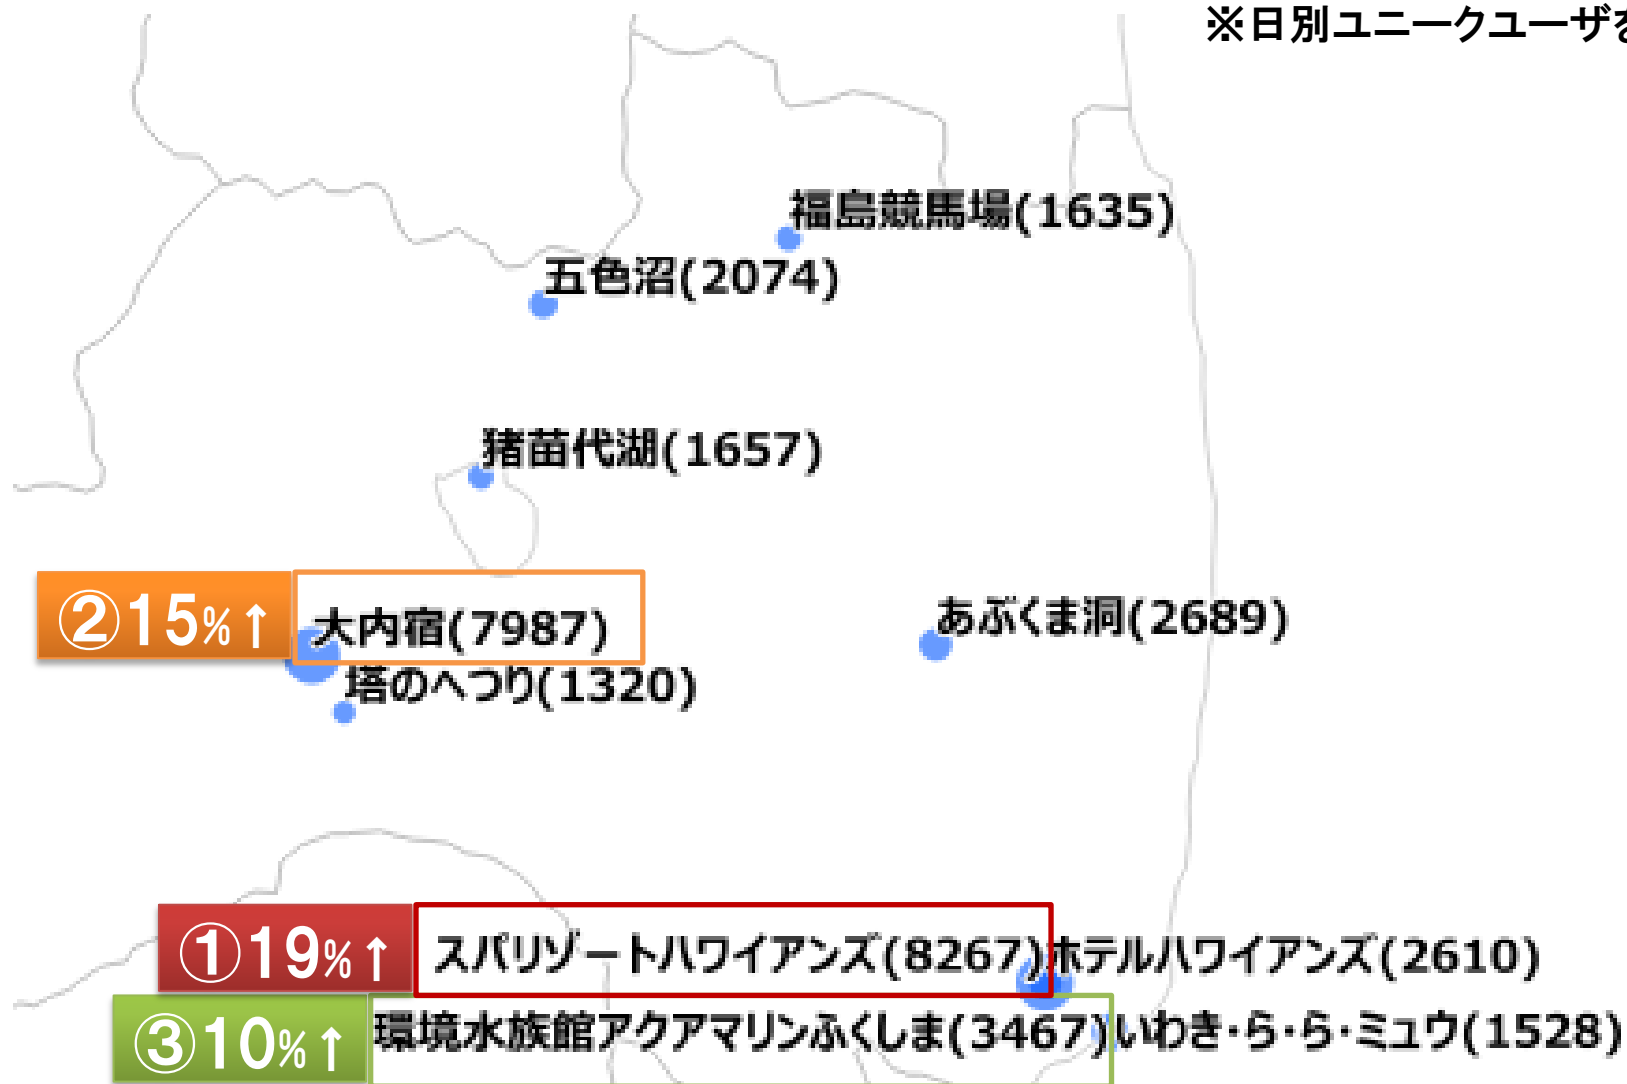 ※日別ユニークユーザを
福島競馬場(1635)
五色沼(2074)
猪苗代湖(1657)
②15%↑ 大内宿(7987)
あぶくま洞(2689)
塔のへつり(1320)
①19%↑ スパリゾートハワイアンズ(8267) ホテルハワイアンズ(2610)
③10%↑ 環境水族館アクアマリンふくしま(3467) いわき・ら・ら・ミュウ(1528)